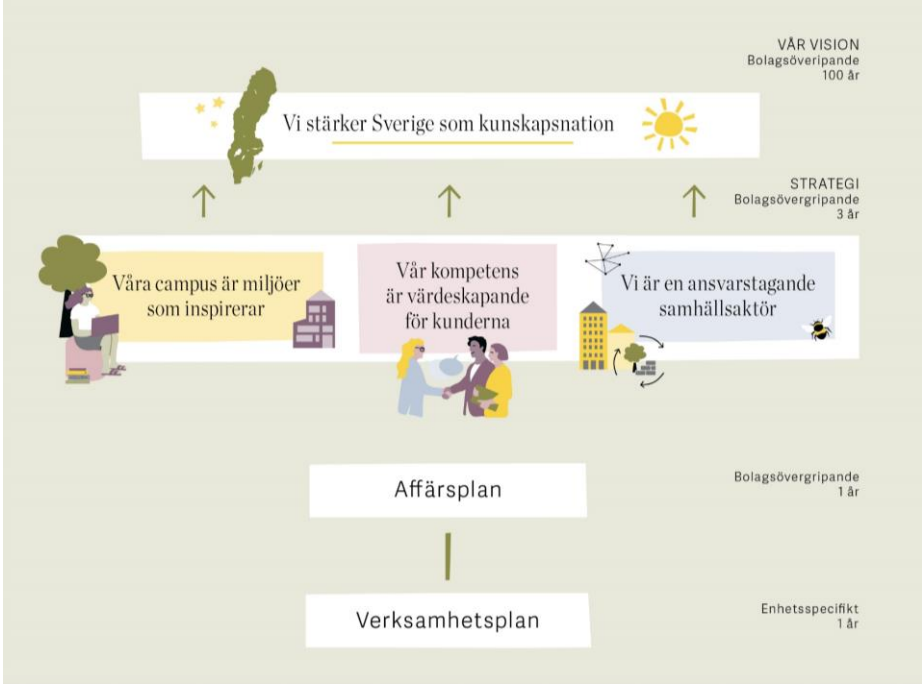 VÅR VISION
Bolagsöveripande
100 år
Vi stärker Sverige som kunskapsnation
STRATEGI
Bolagsövergripande
3 år
Våra campus är miljöer
som inspirerar
Vår kompetens
är värdeskapande
för kunderna
Vi är en ansvarstagande
samhällsaktör
Affärsplan
Bolagsövergripande
1 år
Verksamhetsplan
Enhetsspecifikt
1 år